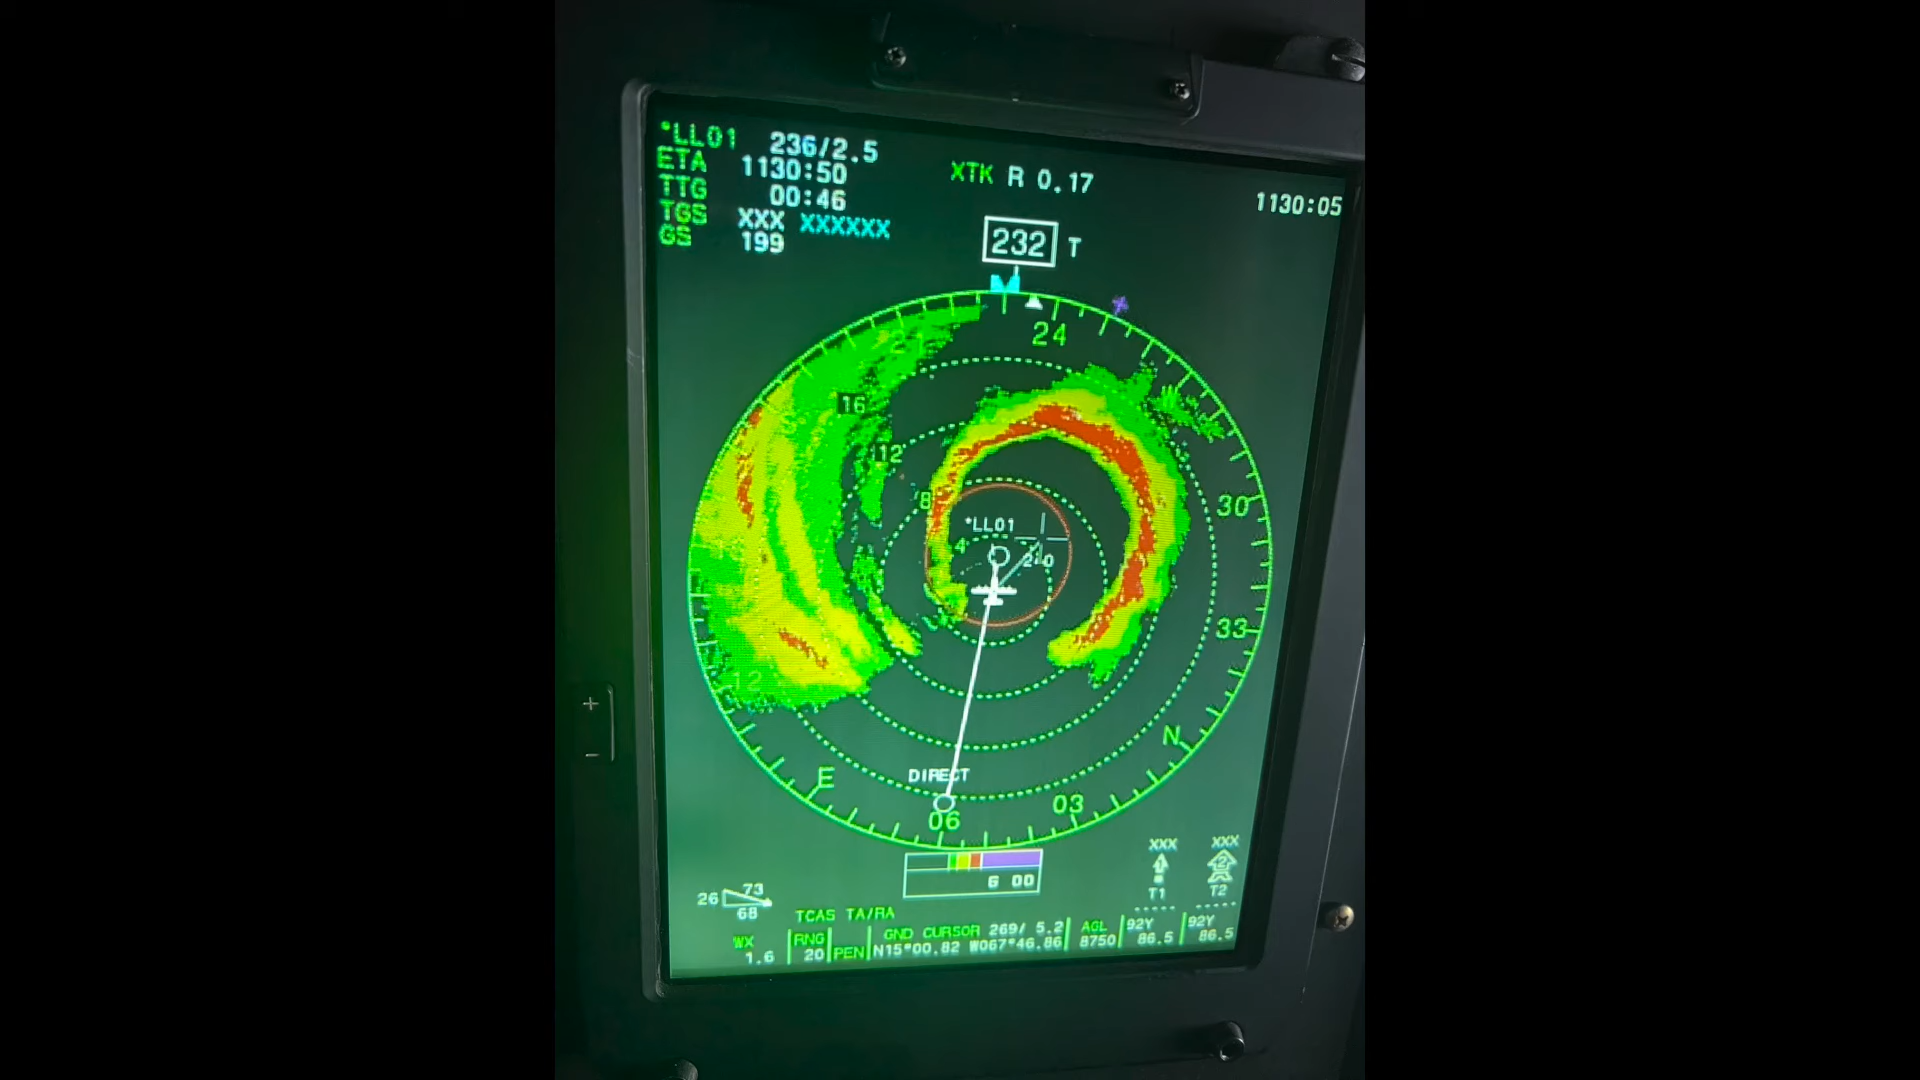 *LL01 236/2.5
ETA 1130:50
TTG 00:46
TGS XXX XXXXXX
GS 199
XTK R 0.17
1130:05
232 T
24
21
16
12
8
30
*LL01
4
33
12
N
DIRECT
E
03
06
6 00
XXX XXX
2
T1 T2
26 73
68
TCAS TA/RA
WX
1.6
RNG
20
PEN
GND CURSOR 269/ 5.2
N15°00.82 W067°46.86
AGL
8750
92Y
86.5
92Y
86.5
+
−